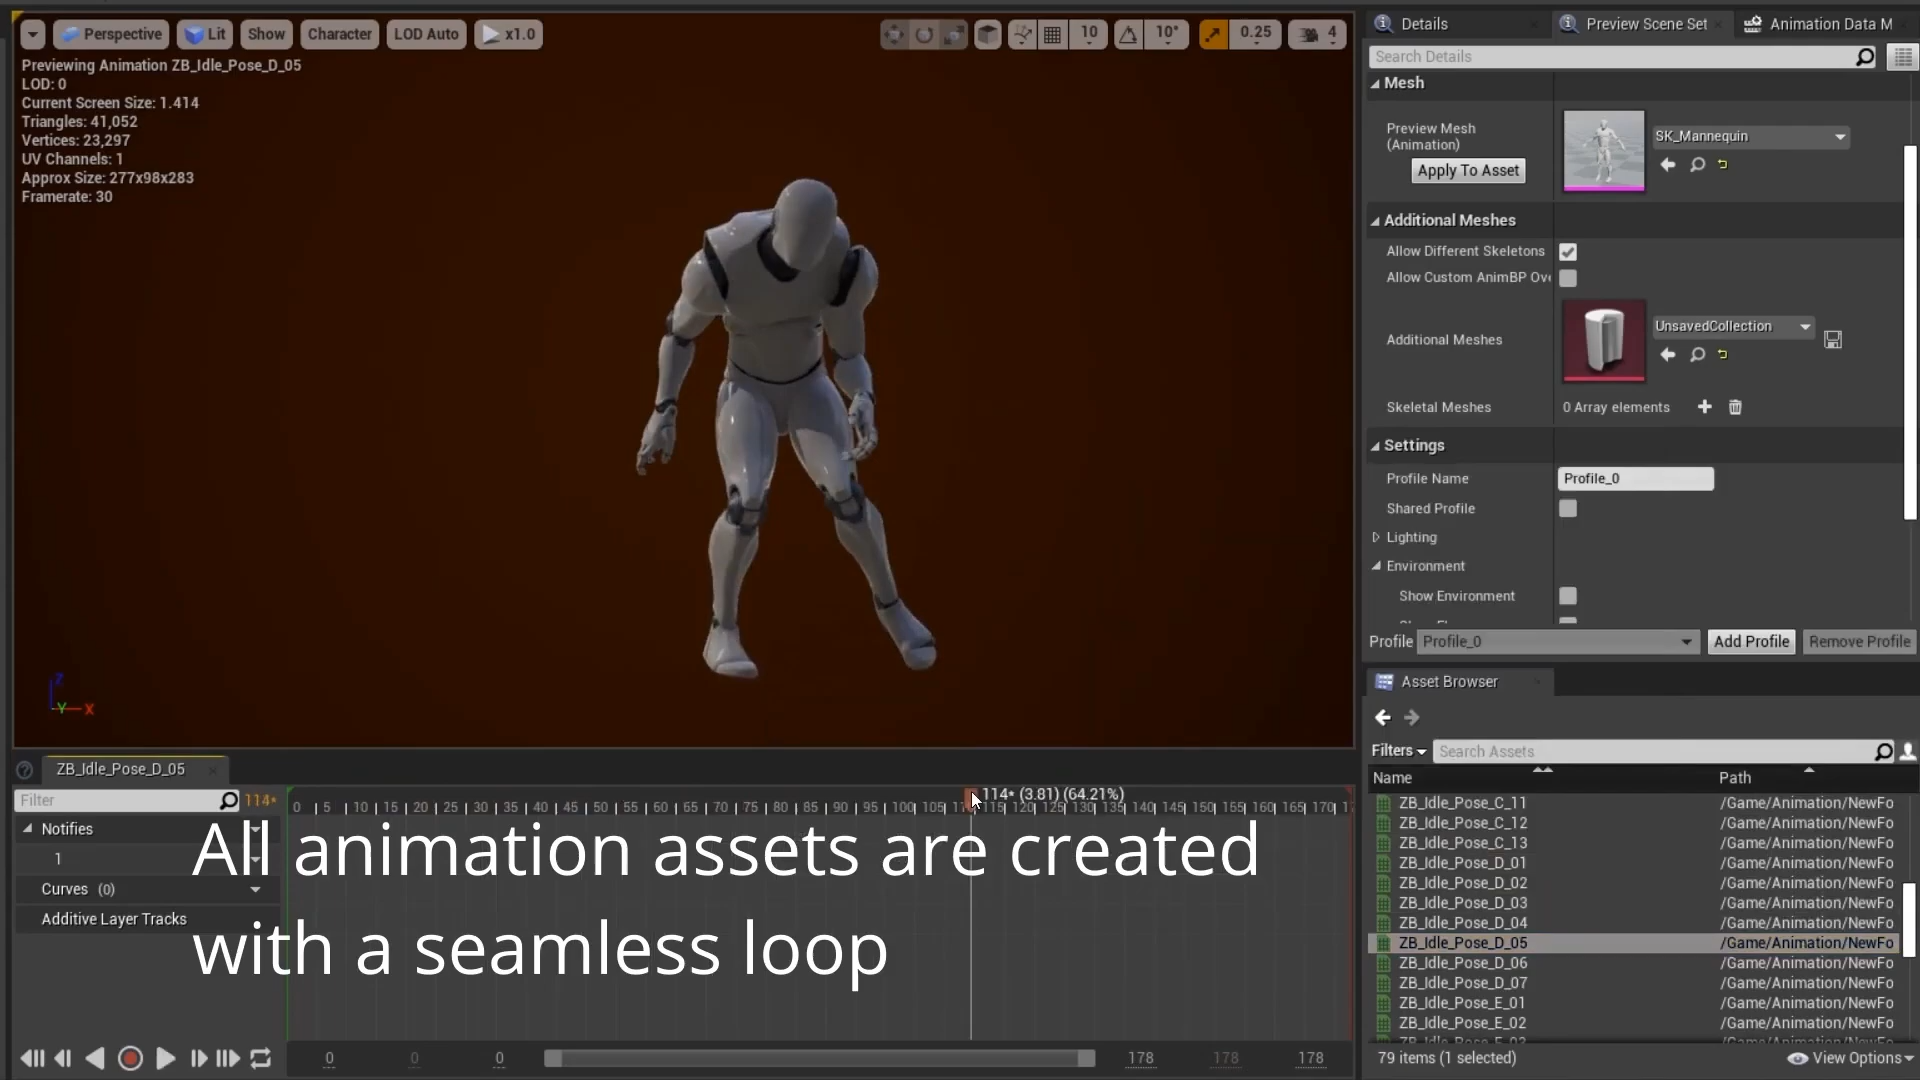 Perspective
Lit
Show
Character
LOD Auto
x1.0
10
10°
0.25
4
Previewing Animation ZB_Idle_Pose_D_05
LOD: 0
Current Screen Size: 1.414
Triangles: 41,052
Vertices: 23,297
UV Channels: 1
Approx Size: 277x98x283
Framerate: 30
Z
Y
X
Details
Preview Scene Set
Animation Data M
Search Details
Mesh
Preview Mesh
(Animation)
Apply To Asset
SK_Mannequin
Additional Meshes
Allow Different Skeletons
Allow Custom AnimBP Ov
Additional Meshes
UnsavedCollection
Skeletal Meshes
0 Array elements
Settings
Profile Name
Profile_0
Shared Profile
Lighting
Environment
Show Environment
Profile
Profile_0
Add Profile
Remove Profile
Asset Browser
Filters
Search Assets
Name
Path
ZB_Idle_Pose_C_11 /Game/Animation/NewFo
ZB_Idle_Pose_C_12 /Game/Animation/NewFo
ZB_Idle_Pose_C_13 /Game/Animation/NewFo
ZB_Idle_Pose_D_01 /Game/Animation/NewFo
ZB_Idle_Pose_D_02 /Game/Animation/NewFo
ZB_Idle_Pose_D_03 /Game/Animation/NewFo
ZB_Idle_Pose_D_04 /Game/Animation/NewFo
ZB_Idle_Pose_D_05 /Game/Animation/NewFo
ZB_Idle_Pose_D_06 /Game/Animation/NewFo
ZB_Idle_Pose_D_07 /Game/Animation/NewFo
ZB_Idle_Pose_E_01 /Game/Animation/NewFo
ZB_Idle_Pose_E_02 /Game/Animation/NewFo
79 items (1 selected)
View Options
ZB_Idle_Pose_D_05
Filter
114*
114* (3.81) (64.21%)
0 5 10 15 20 25 30 35 40 45 50 55 60 65 70 75 80 85 90 95 100 105 115 120 125 130 135 140 145 150 155 160 165 170
Notifies
1
Curves (0)
Additive Layer Tracks
All animation assets are created
with a seamless loop
0 0 0 178 178 178